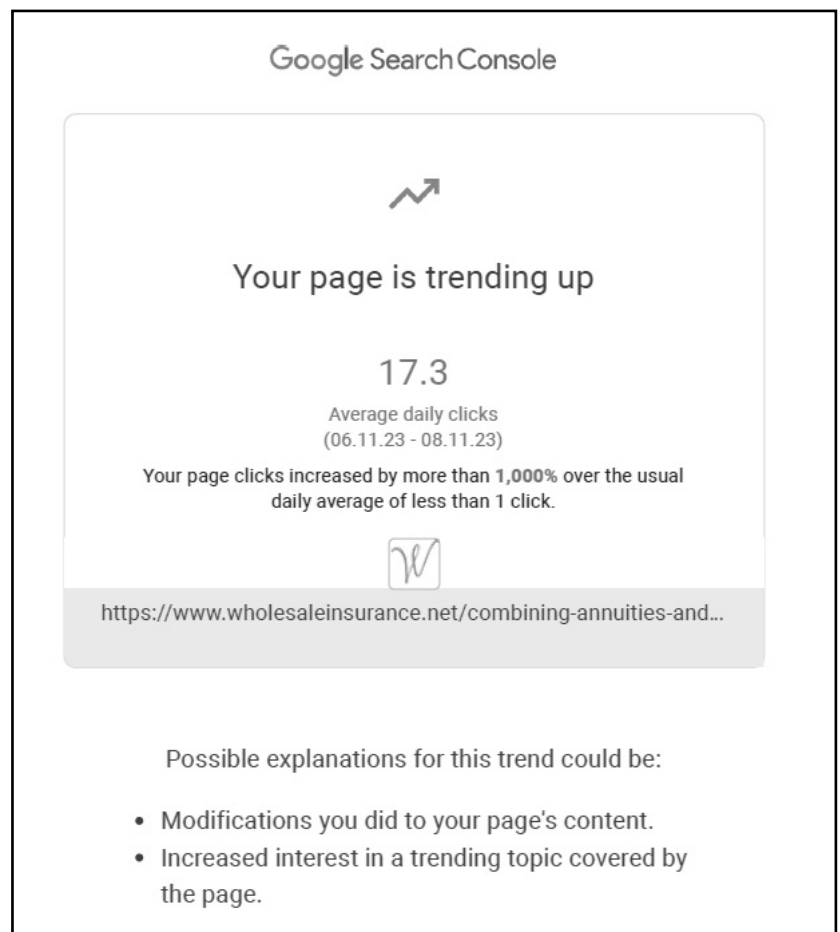 Google Search Console
Your page is trending up
17.3
Average daily clicks
(06.11.23 - 08.11.23)
Your page clicks increased by more than 1,000% over the usual
daily average of less than 1 click.
W
https://www.wholesaleinsurance.net/combining-annuities-and...
Possible explanations for this trend could be:
• Modifications you did to your page's content.
• Increased interest in a trending topic covered by
the page.